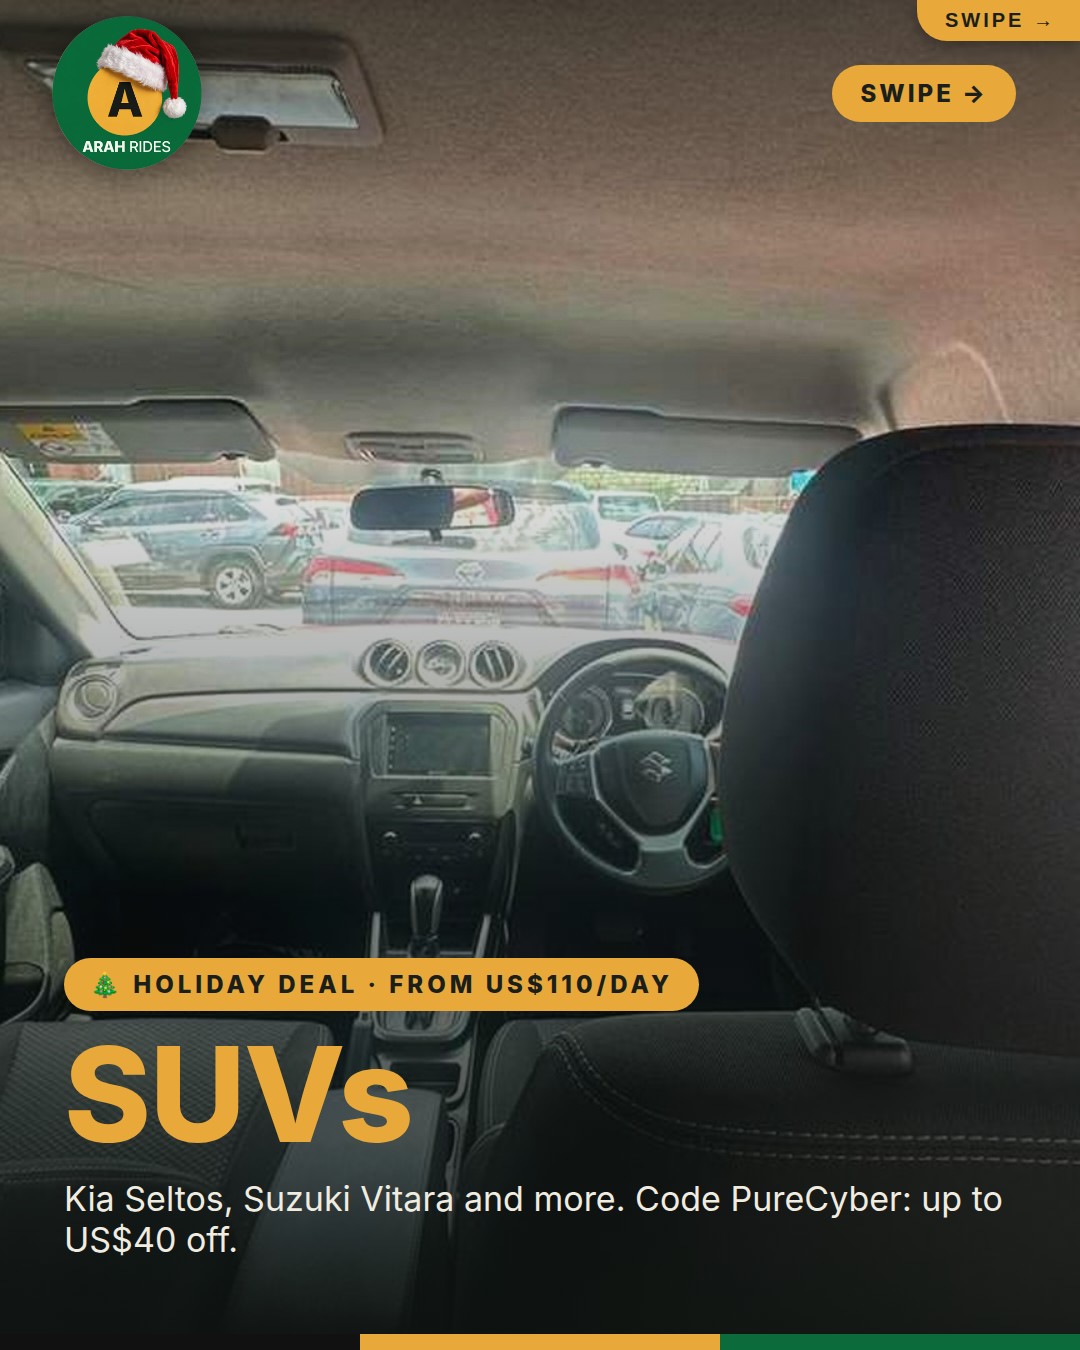 SWIPE →
SWIPE →
A
ARAH RIDES
🎄 HOLIDAY DEAL · FROM US$110/DAY
SUVs
Kia Seltos, Suzuki Vitara and more. Code PureCyber: up to
US$40 off.